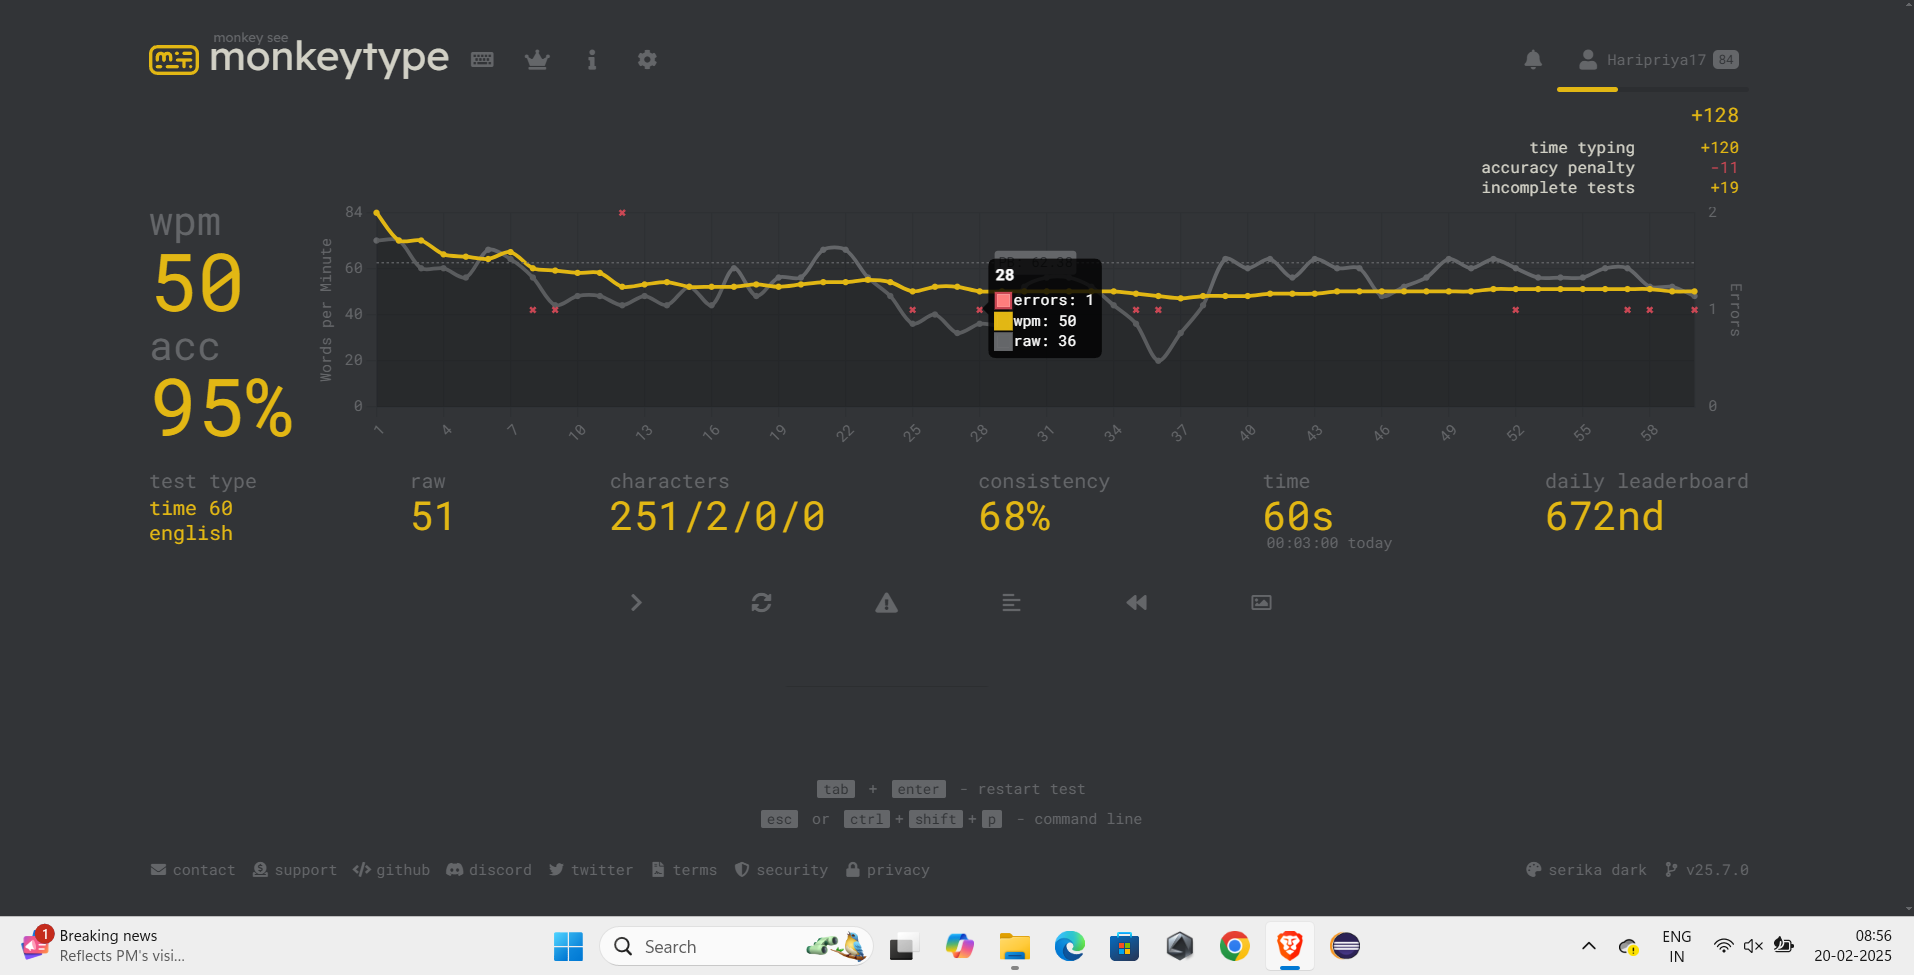 monkey see
monkeytype
Haripriya17 84
+128
time typing +120
accuracy penalty -11
incomplete tests +19
wpm
50
acc
95%
Words per Minute
84
60
40
20
0
2
1
0
Errors
28
errors: 1
wpm: 50
raw: 36
1 4 7 10 13 16 19 22 25 28 31 34 37 40 43 46 49 52 55 58
test type
time 60
english
raw
51
characters
251/2/0/0
consistency
68%
time
60s
00:03:00 today
daily leaderboard
672nd
tab + enter - restart test
esc or ctrl + shift + p - command line
contact support github discord twitter terms security privacy serika dark v25.7.0
1
Breaking news
Reflects PM's visi...
Search
ENG
IN
08:56
20-02-2025